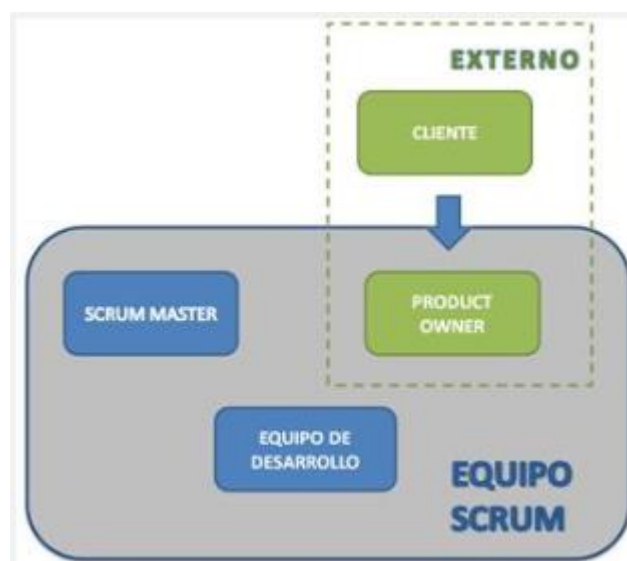 EXTERNO
CLIENTE
SCRUM MASTER
PRODUCT
OWNER
EQUIPO DE
DESARROLLO
EQUIPO
SCRUM